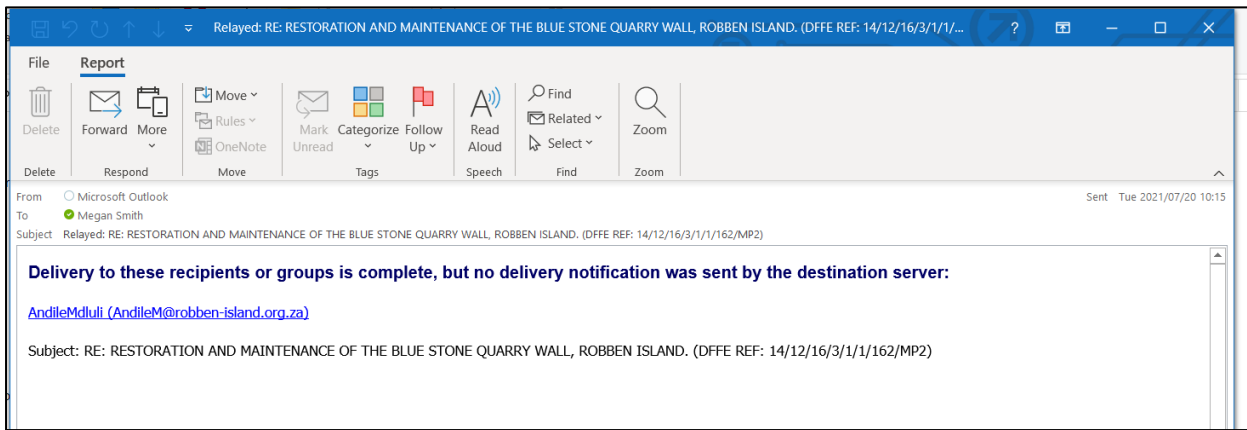 Relayed: RE: RESTORATION AND MAINTENANCE OF THE BLUE STONE QUARRY WALL, ROBBEN ISLAND. (DFFE REF: 14/12/16/3/1/1/...
File Report
Delete
Forward
More
Move
Rules
OneNote
Mark Unread
Categorize
Follow Up
Read Aloud
Find
Related
Select
Zoom
Delete Respond Move Tags Speech Find Zoom
From Microsoft Outlook Sent Tue 2021/07/20 10:15
To Megan Smith
Subject Relayed: RE: RESTORATION AND MAINTENANCE OF THE BLUE STONE QUARRY WALL, ROBBEN ISLAND. (DFFE REF: 14/12/16/3/1/1/162/MP2)
Delivery to these recipients or groups is complete, but no delivery notification was sent by the destination server:
AndileMdluli (AndileM@robben-island.org.za)
Subject: RE: RESTORATION AND MAINTENANCE OF THE BLUE STONE QUARRY WALL, ROBBEN ISLAND. (DFFE REF: 14/12/16/3/1/1/162/MP2)